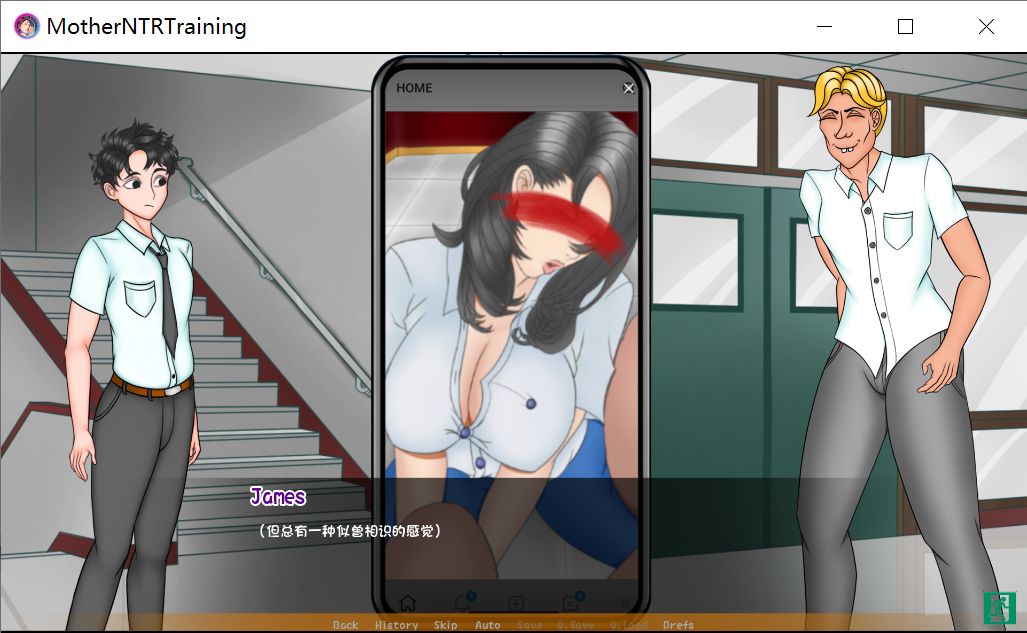 MotherNTRTraining
HOME
James
（但总有一种似曾相识的感觉）
Back History Skip Auto Save Q.Save Q.Load Prefs